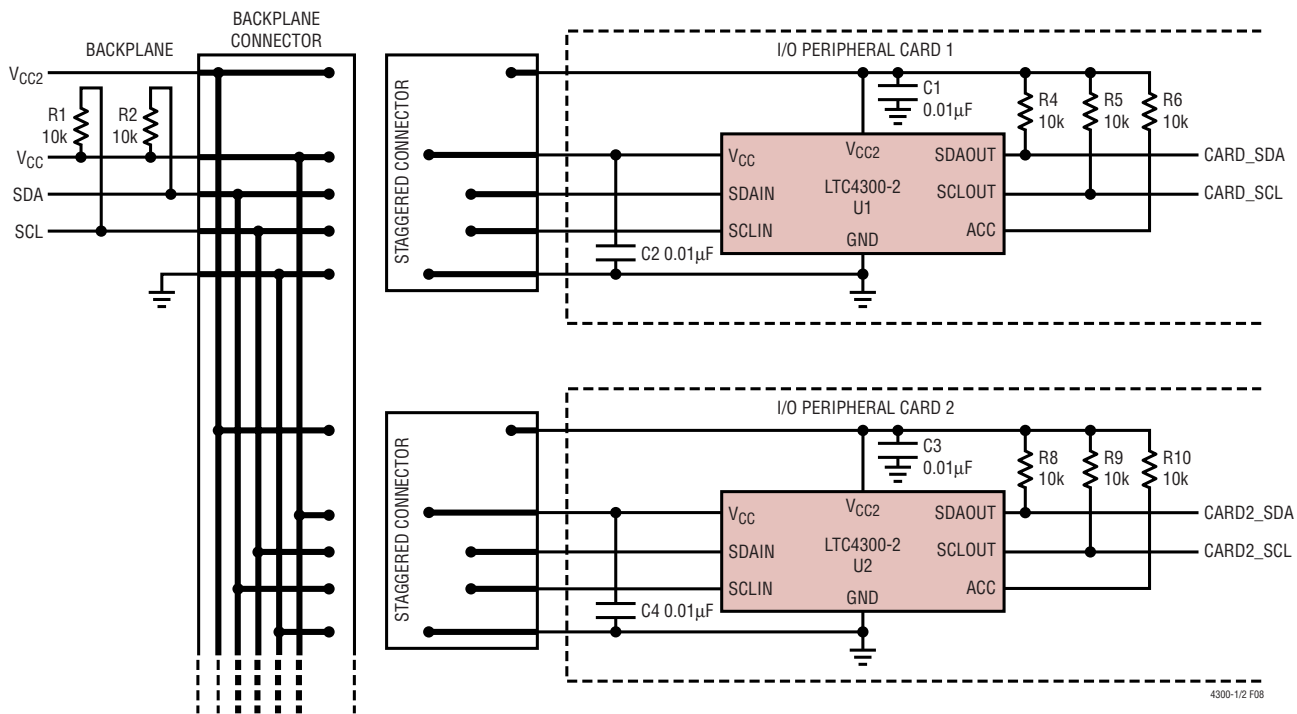 BACKPLANE
BACKPLANE
CONNECTOR
VCC2
R1
10k
R2
10k
VCC
SDA
SCL
STAGGERED CONNECTOR
I/O PERIPHERAL CARD 1
C1
0.01μF
R4
10k
R5
10k
R6
10k
VCC
VCC2
SDAOUT
CARD_SDA
SDAIN
LTC4300-2
U1
SCLOUT
CARD_SCL
SCLIN
GND
ACC
C2 0.01μF
STAGGERED CONNECTOR
I/O PERIPHERAL CARD 2
C3
0.01μF
R8
10k
R9
10k
R10
10k
VCC
VCC2
SDAOUT
CARD2_SDA
SDAIN
LTC4300-2
U2
SCLOUT
CARD2_SCL
SCLIN
GND
ACC
C4 0.01μF
4300-1/2 F08